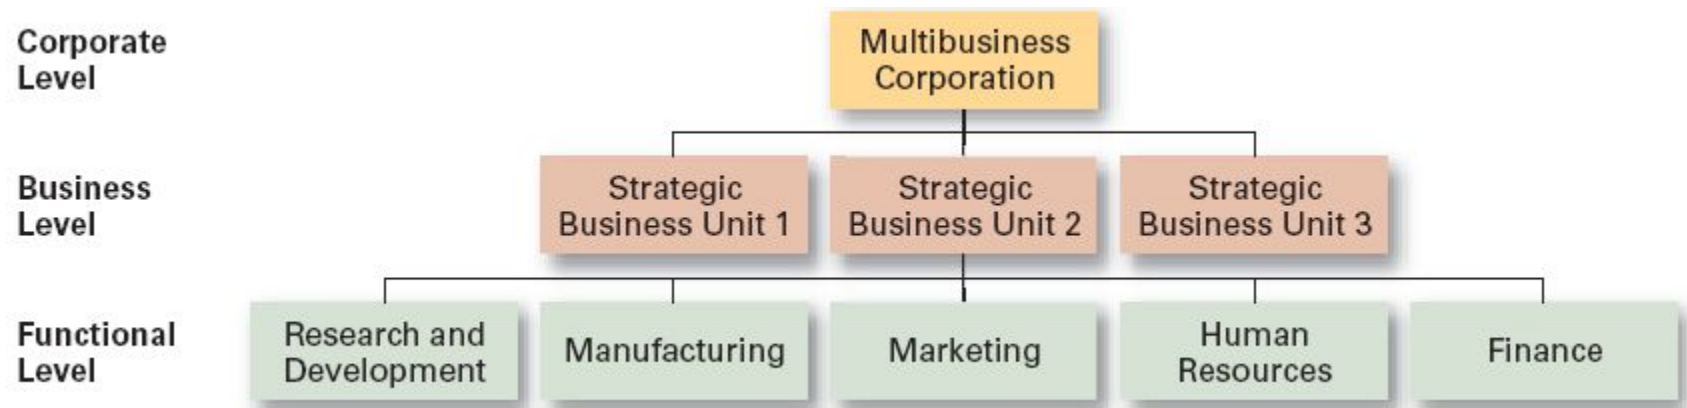 Corporate
Level
Multibusiness
Corporation
Business
Level
Strategic
Business Unit 1
Strategic
Business Unit 2
Strategic
Business Unit 3
Functional
Level
Research and
Development
Manufacturing
Marketing
Human
Resources
Finance